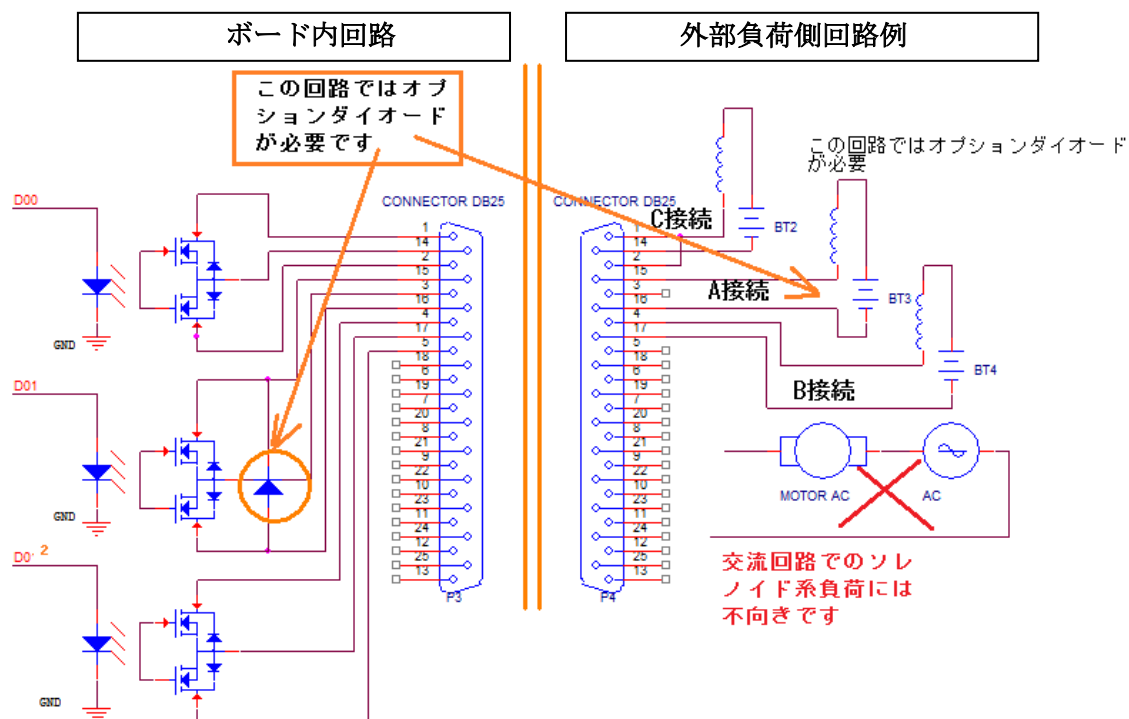 ボード内回路
外部負荷側回路例
この回路ではオプ
ションダイオード
が必要です
この回路ではオプションダイオード
が必要
D00
GND
D01
GND
D0' 2
GND
CONNECTOR DB25
1
14
2
15
3
16
4
17
5
18
6
19
7
20
8
21
9
22
10
23
11
24
12
25
13
P3
CONNECTOR DB25
1
14
2
15
3
16
4
17
5
18
6
19
7
20
8
21
9
22
10
23
11
24
12
25
13
P4
C接続
BT2
A接続
BT3
B接続
BT4
MOTOR AC
AC
交流回路でのソレ
ノイド系負荷には
不向きです